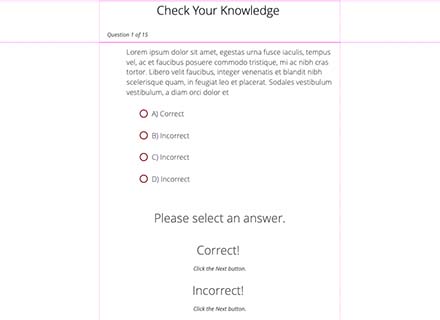 Check Your Knowledge
Question 1 of 15
Lorem ipsum dolor sit amet, egestas urna fusce iaculis, tempus
vel, ac et faucibus posuere commodo tristique, mi ac nibh cras
tortor. Libero velit faucibus, integer venenatis et blandit nibh
scelerisque quam, in feugiat leo et placerat. Sodales vestibulum
vestibulum, a diam orci dolor et
A) Correct
B) Incorrect
C) Incorrect
D) Incorrect
Please select an answer.
Correct!
Click the Next button.
Incorrect!
Click the Next button.